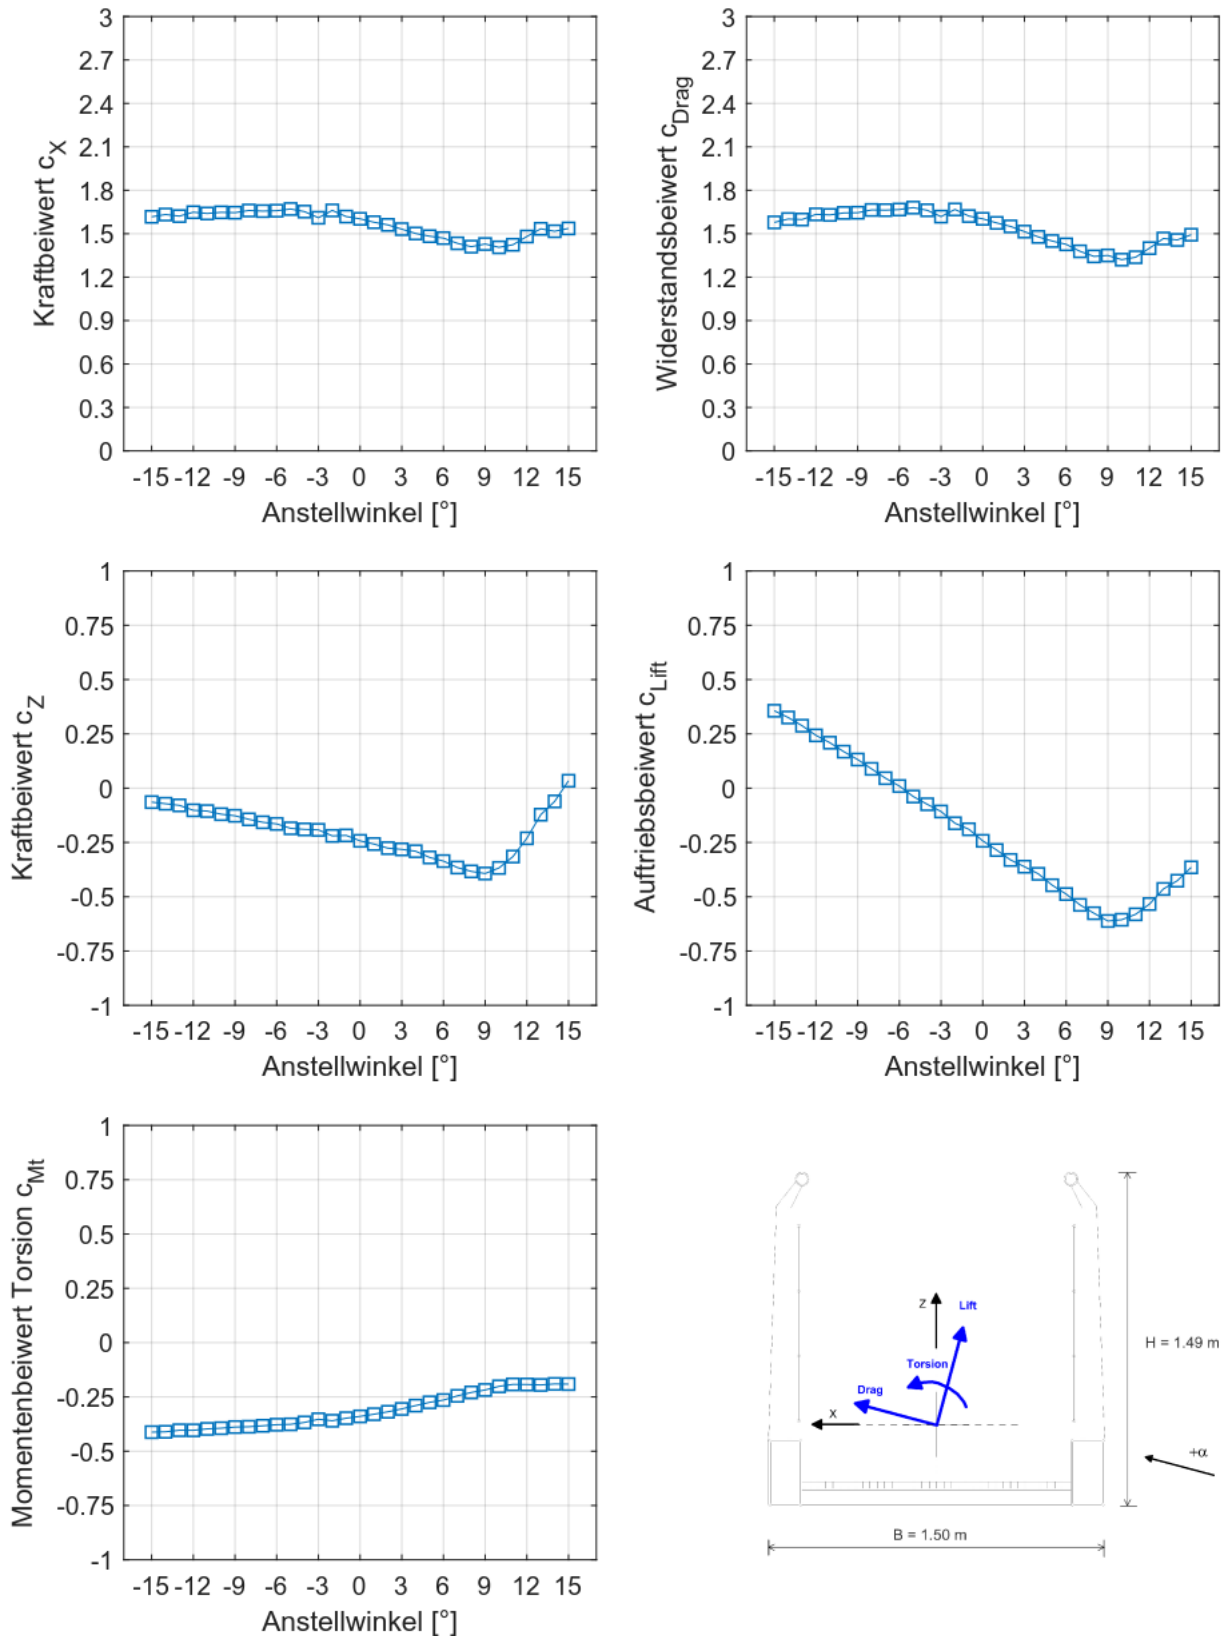 3
2.7
2.4
2.1
1.8
1.5
1.2
0.9
0.6
0.3
0
Kraftbeiwert c_X
-15 -12 -9 -6 -3 0 3 6 9 12 15
Anstellwinkel [°]
3
2.7
2.4
2.1
1.8
1.5
1.2
0.9
0.6
0.3
0
Widerstandsbeiwert c_Drag
-15 -12 -9 -6 -3 0 3 6 9 12 15
Anstellwinkel [°]
1
0.75
0.5
0.25
0
-0.25
-0.5
-0.75
-1
Kraftbeiwert c_Z
-15 -12 -9 -6 -3 0 3 6 9 12 15
Anstellwinkel [°]
1
0.75
0.5
0.25
0
-0.25
-0.5
-0.75
-1
Auftriebsbeiwert c_Lift
-15 -12 -9 -6 -3 0 3 6 9 12 15
Anstellwinkel [°]
1
0.75
0.5
0.25
0
-0.25
-0.5
-0.75
-1
Momentenbeiwert Torsion c_Mt
-15 -12 -9 -6 -3 0 3 6 9 12 15
Anstellwinkel [°]
Z
Lift
Torsion
Drag
X
H = 1.49 m
+α
B = 1.50 m